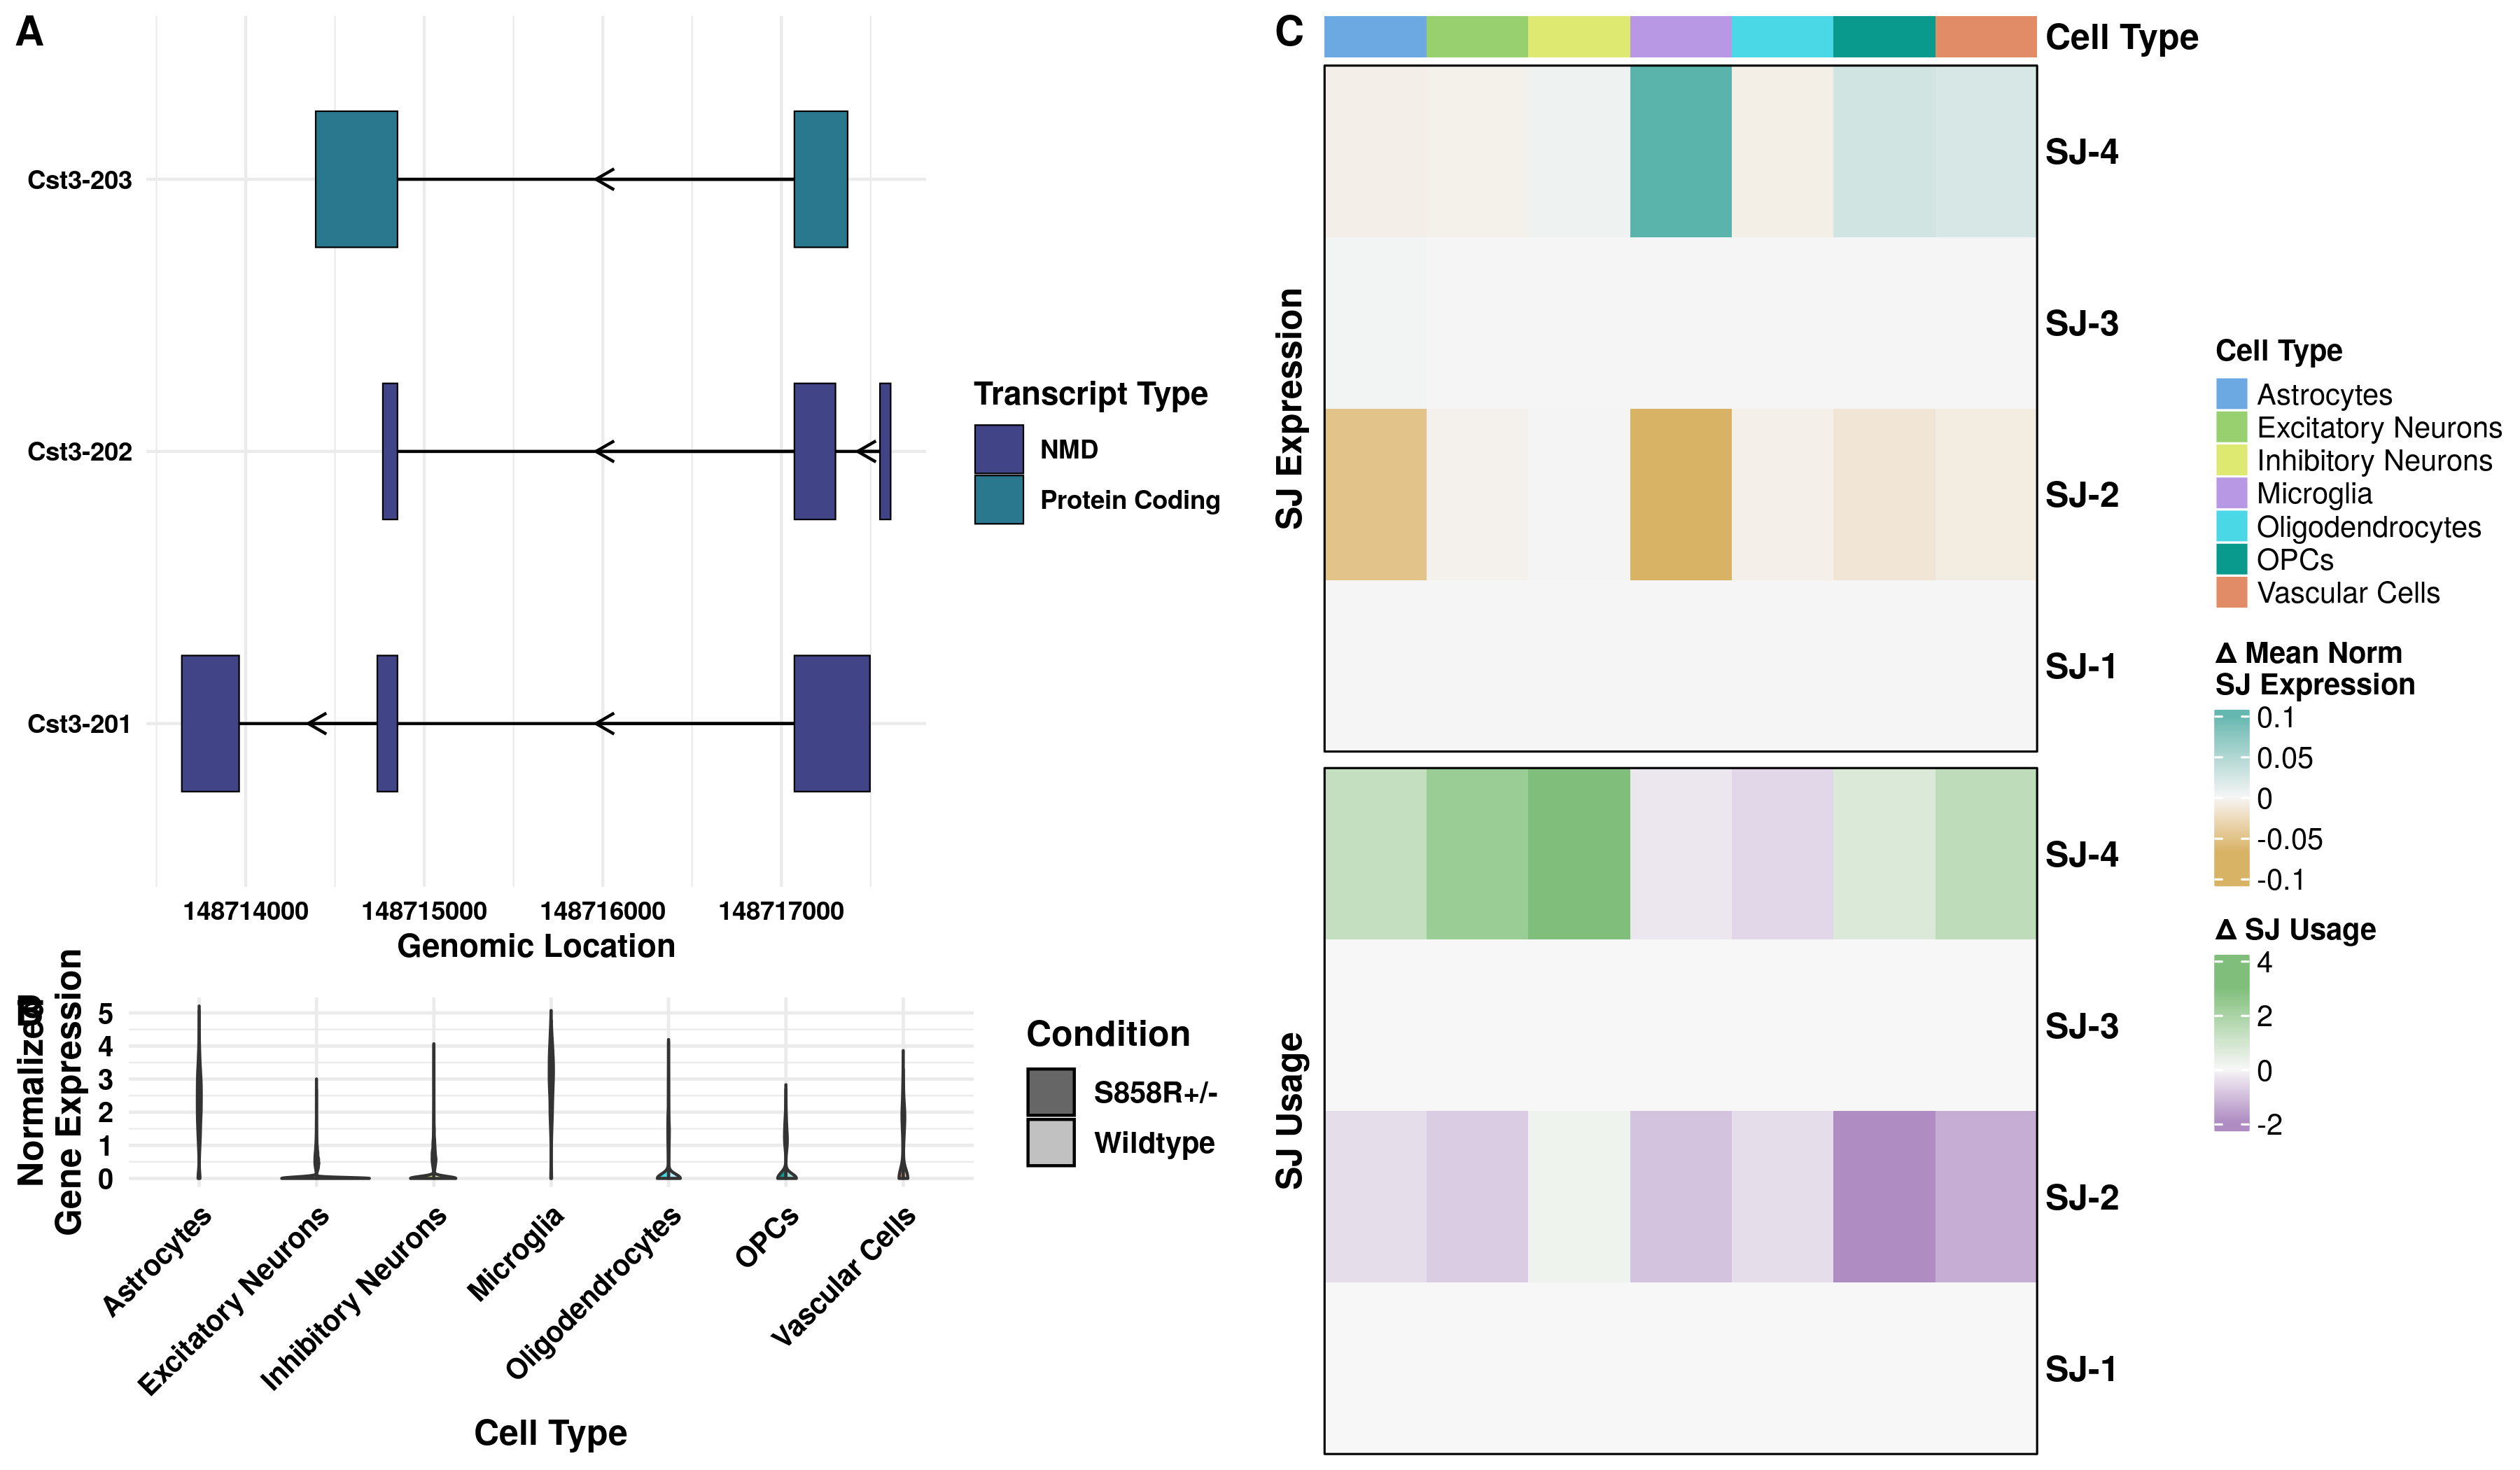 A
Cst3-203
Cst3-202
Cst3-201
148714000
148715000
148716000
148717000
Genomic Location
Transcript Type
NMD
Protein Coding
Normalized
Gene Expression
5
4
3
2
1
0
Astrocytes
Excitatory Neurons
Inhibitory Neurons
Microglia
Oligodendrocytes
OPCs
Vascular Cells
Cell Type
Condition
S858R+/-
Wildtype
C
Cell Type
SJ Expression
SJ-4
SJ-3
SJ-2
SJ-1
SJ Usage
SJ-4
SJ-3
SJ-2
SJ-1
Cell Type
Astrocytes
Excitatory Neurons
Inhibitory Neurons
Microglia
Oligodendrocytes
OPCs
Vascular Cells
Δ Mean Norm
SJ Expression
0.1
0.05
0
-0.05
-0.1
Δ SJ Usage
4
2
0
-2